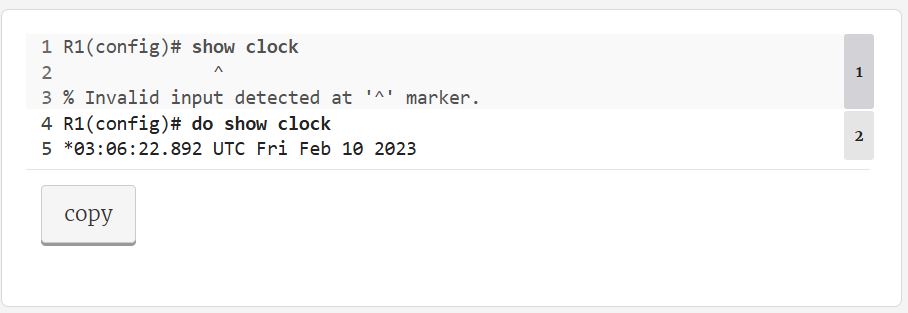 1 R1(config)# show clock
1
2 ^
3 % Invalid input detected at '^' marker.
4 R1(config)# do show clock
2
5 *03:06:22.892 UTC Fri Feb 10 2023
copy